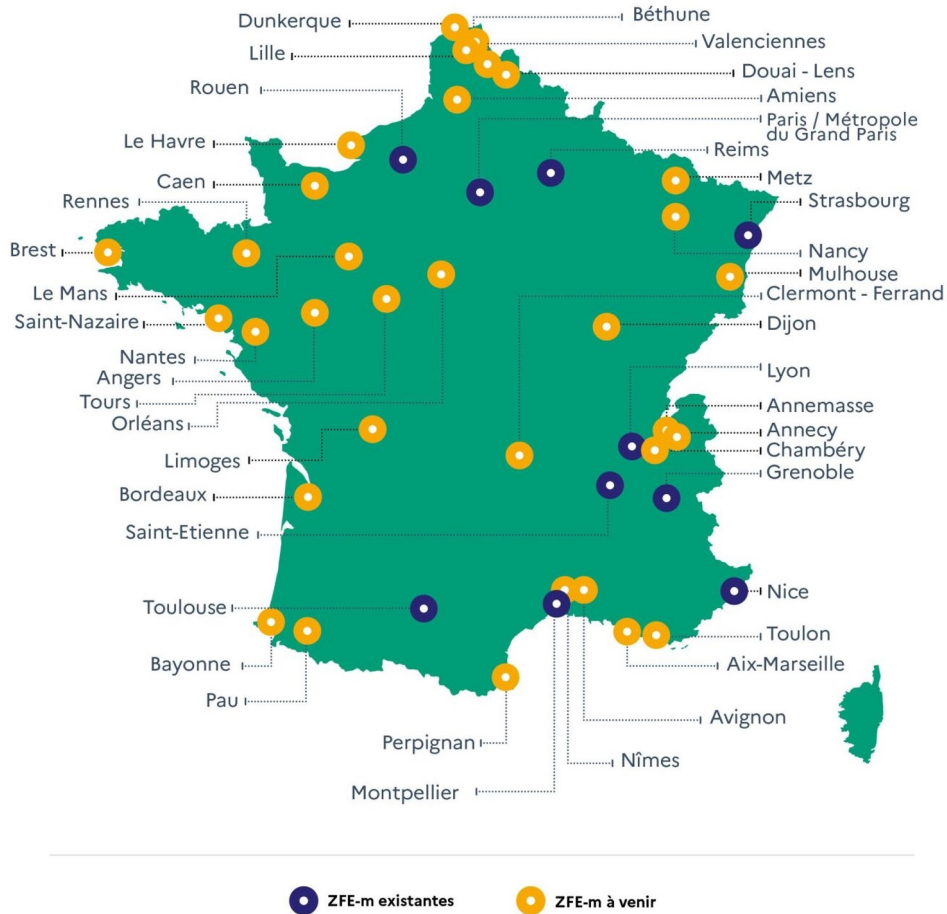 Dunkerque
Béthune
Valenciennes
Lille
Douai - Lens
Rouen
Amiens
Paris / Métropole
du Grand Paris
Le Havre
Reims
Caen
Metz
Rennes
Strasbourg
Brest
Nancy
Mulhouse
Le Mans
Clermont - Ferrand
Saint-Nazaire
Dijon
Nantes
Angers
Lyon
Tours
Annemasse
Orléans
Annecy
Chambéry
Limoges
Grenoble
Bordeaux
Saint-Etienne
Nice
Toulouse
Toulon
Bayonne
Aix-Marseille
Pau
Avignon
Perpignan
Nîmes
Montpellier
ZFE-m existantes
ZFE-m à venir